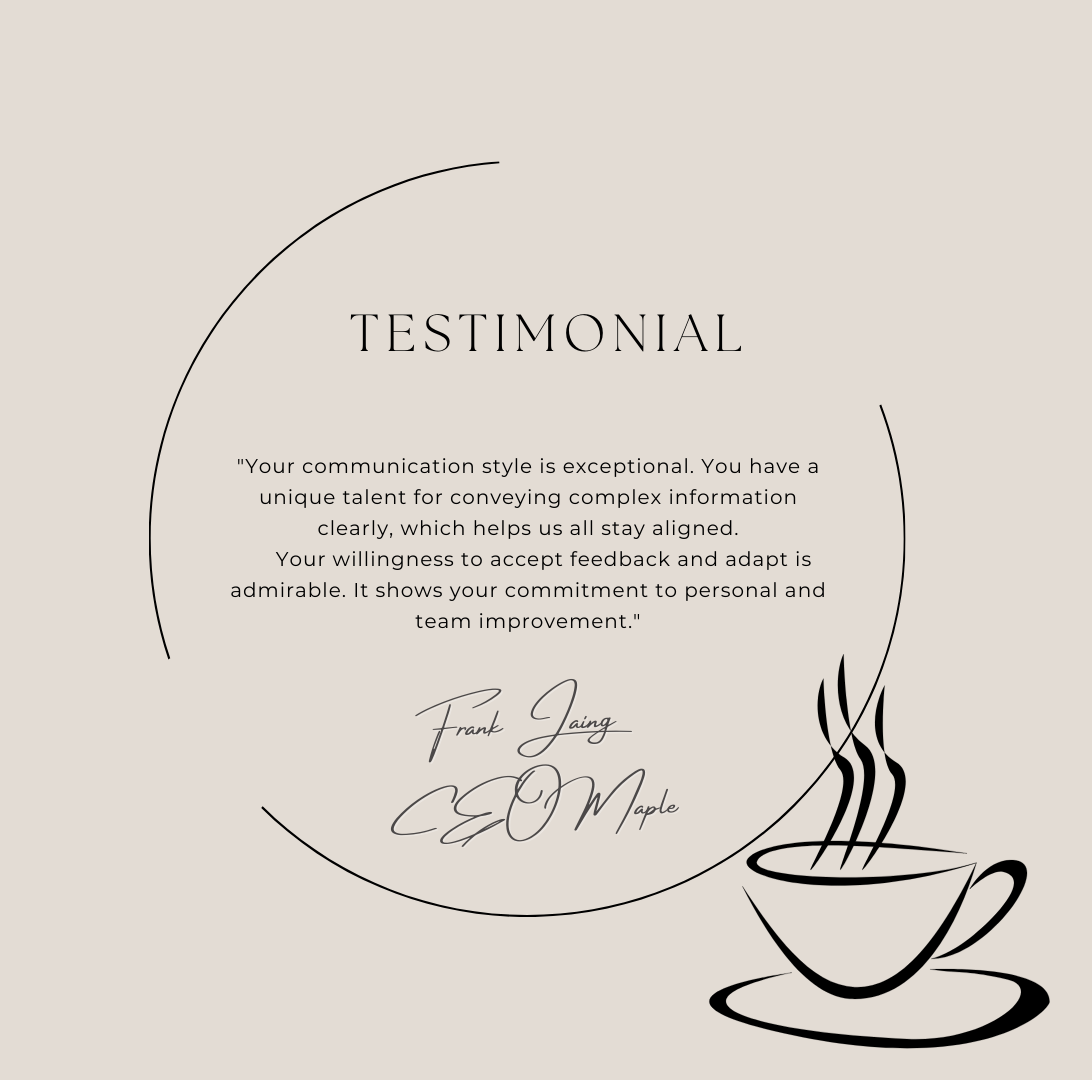 TESTIMONIAL
"Your communication style is exceptional. You have a
unique talent for conveying complex information
clearly, which helps us all stay aligned.
Your willingness to accept feedback and adapt is
admirable. It shows your commitment to personal and
team improvement."
Frank Jaing
CEO Maple